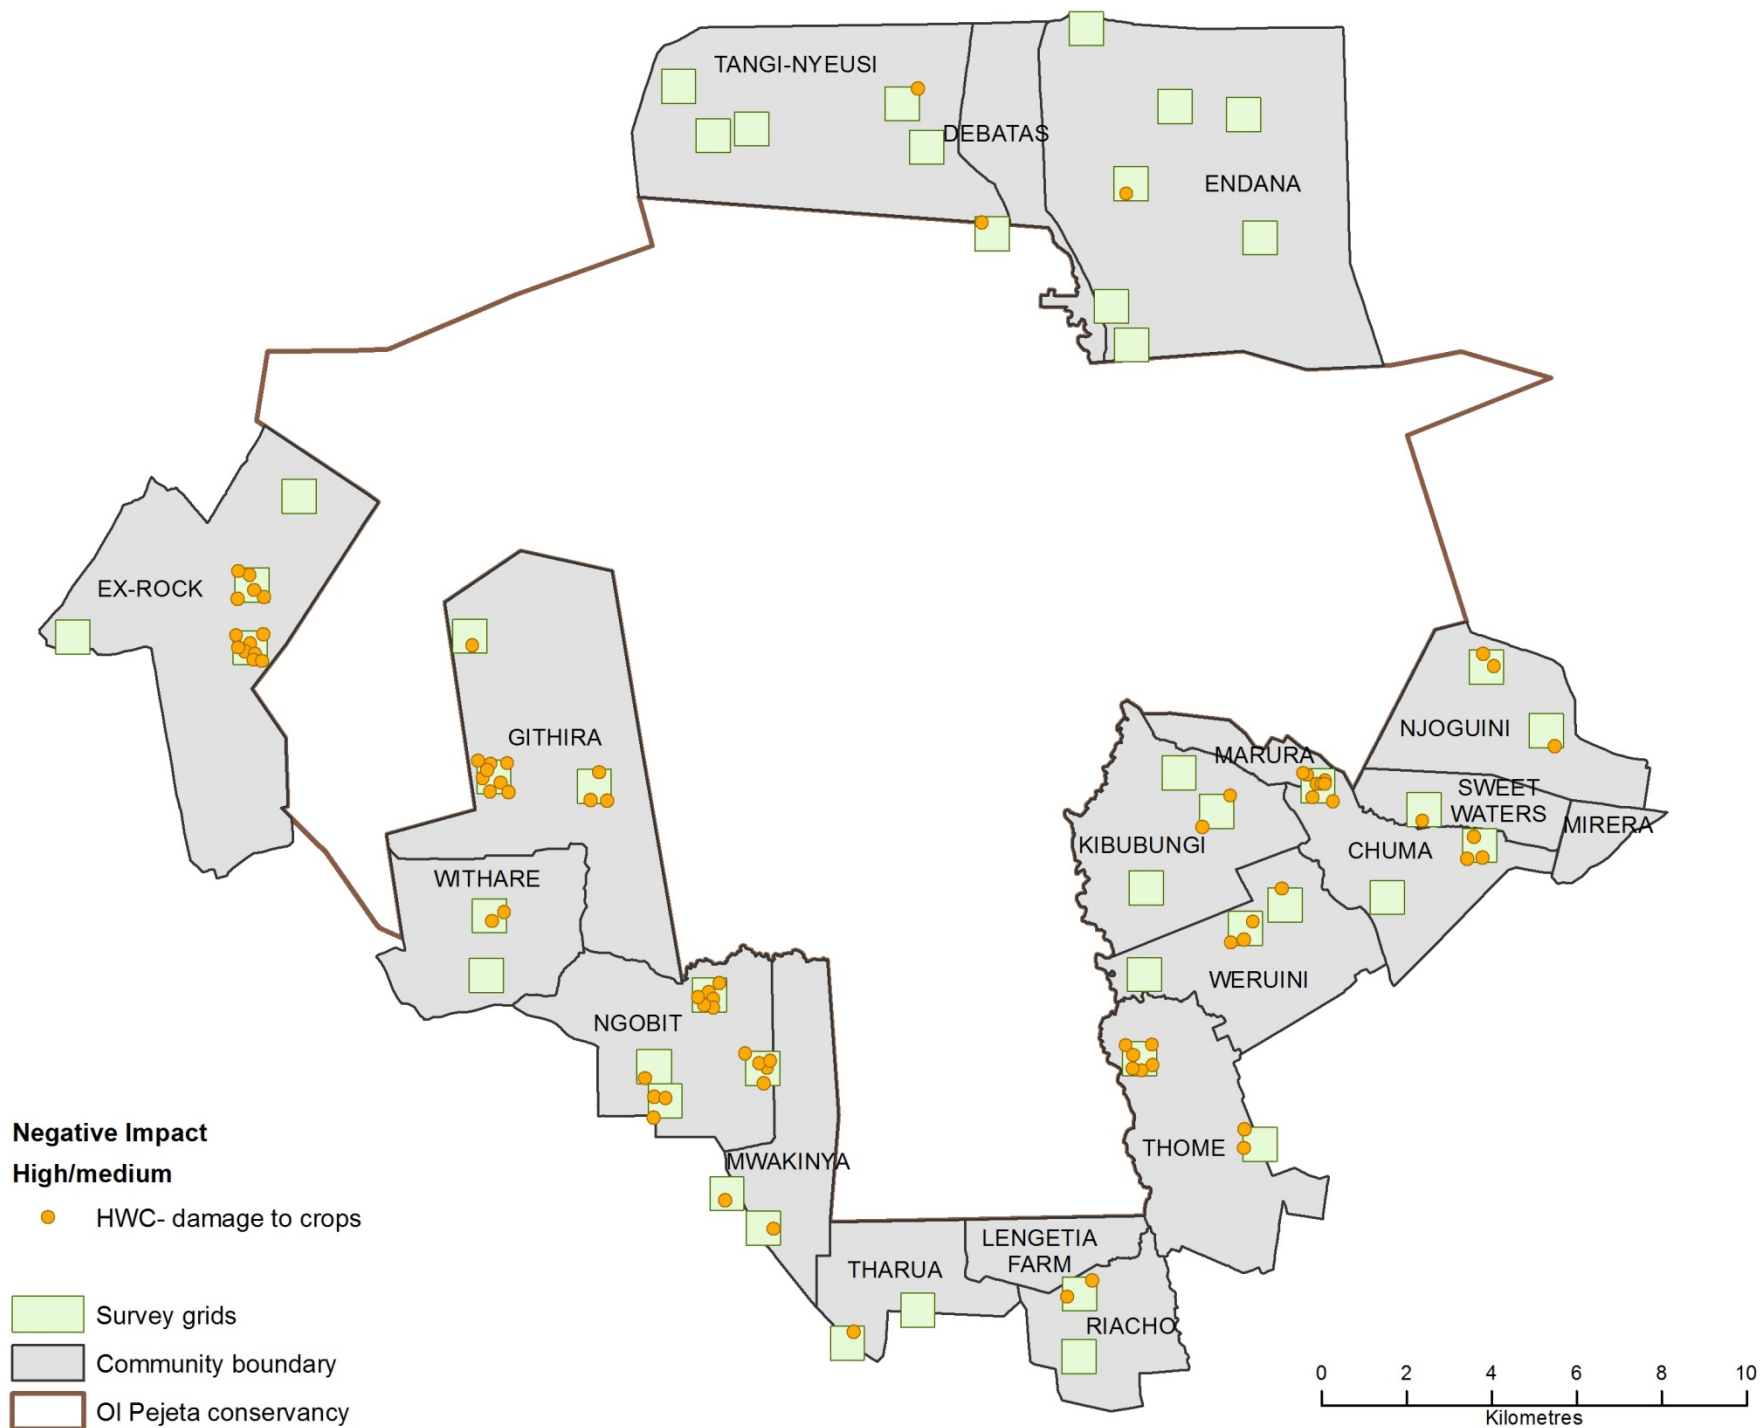 TANGI-NYEUSI
DEBATAS
ENDANA
EX-ROCK
GITHIRA
NJOGUINI
MARURA
SWEET
WATERS
MIRERA
KIBUBUNGI
CHUMA
WITHARE
WERUINI
NGOBIT
THOME
MWAKINYA
LENGETIA
FARM
THARUA
RIACHO
Negative Impact
High/medium
HWC- damage to crops
Survey grids
Community boundary
Ol Pejeta conservancy
0 2 4 6 8 10
Kilometres